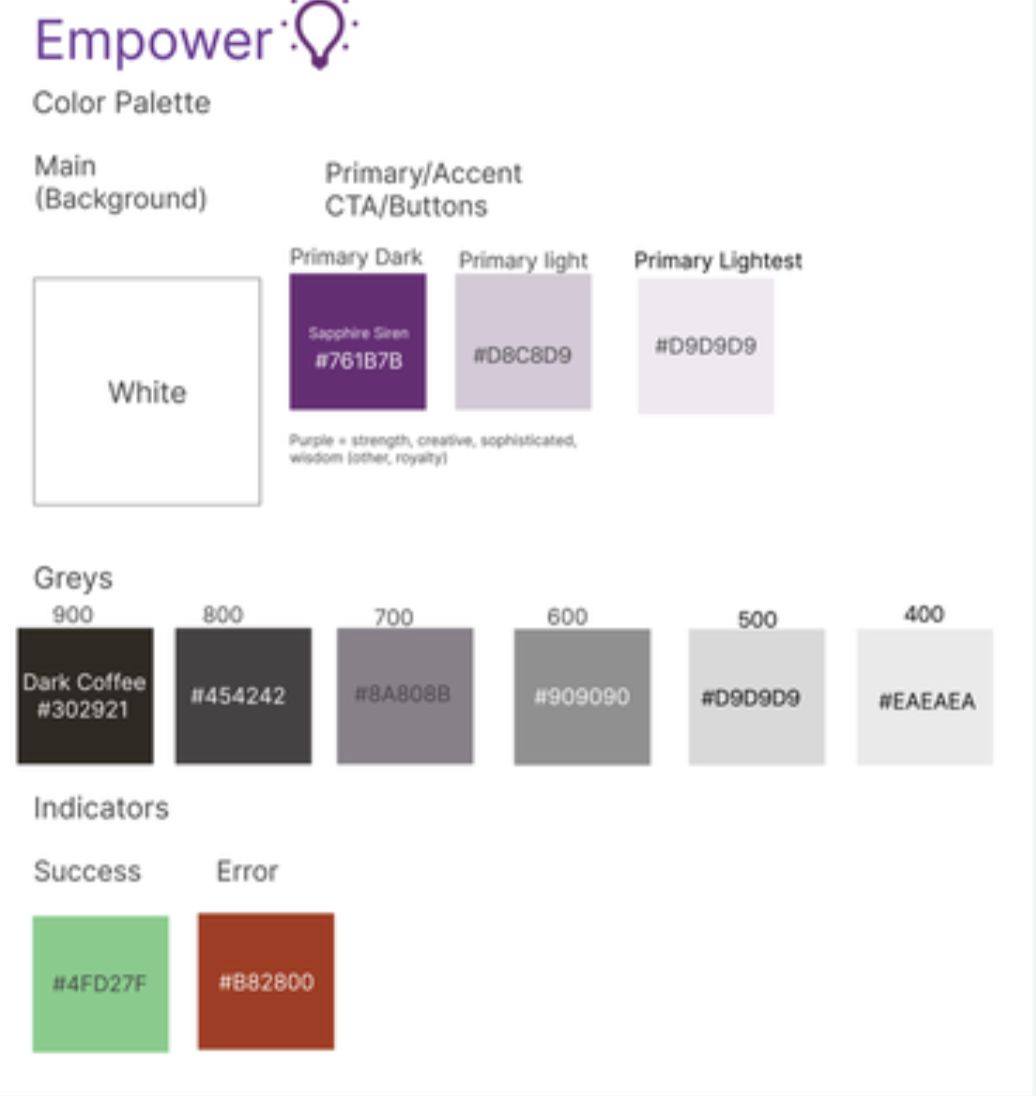 Empower
Color Palette
Main
(Background)
Primary/Accent
CTA/Buttons
Primary Dark
Primary light
Primary Lightest
White
Sapphire Siren
#761B7B
#D8C8D9
#D9D9D9
Purple = strength, creative, sophisticated,
wisdom (other, royalty)
Greys
900
800
700
600
500
400
Dark Coffee
#302921
#454242
#8A808B
#909090
#D9D9D9
#EAEAEA
Indicators
Success
Error
#4FD27F
#B82800